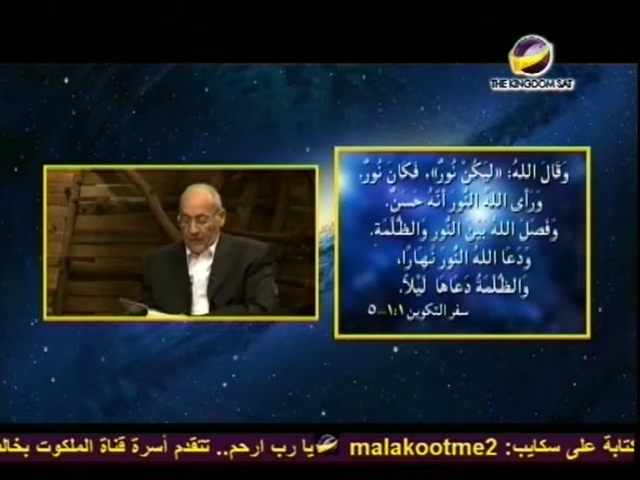 THE KINGDOM SAT
وَقَالَ اللهُ: «لِيَكُنْ نُورٌ»، فَكَانَ نُورٌ.
وَرَأَى اللهُ النُّورَ أَنَّهُ حَسَنٌ.
وَفَصَلَ اللهُ بَيْنَ النُّورِ وَالظُّلْمَةِ.
وَدَعَا اللهُ النُّورَ نَهَارًا،
وَالظُّلْمَةُ دَعَاهَا لَيْلاً.
سفر التكوين ١:١-٥
كتابة على سكايب: malakootme2 يا رب ارحم.. تتقدم أسرة قناة الملكوت بخال